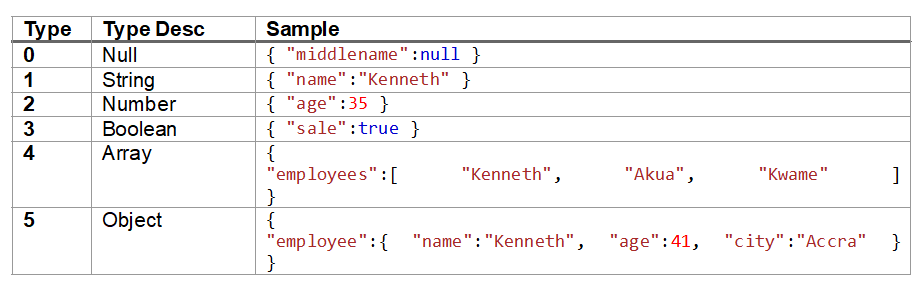 Type Type Desc Sample
0 Null { "middlename":null }
1 String { "name":"Kenneth" }
2 Number { "age":35 }
3 Boolean { "sale":true }
4 Array {
"employees":[ "Kenneth", "Akua", "Kwame" ]
}
5 Object {
"employee":{ "name":"Kenneth", "age":41, "city":"Accra" }
}